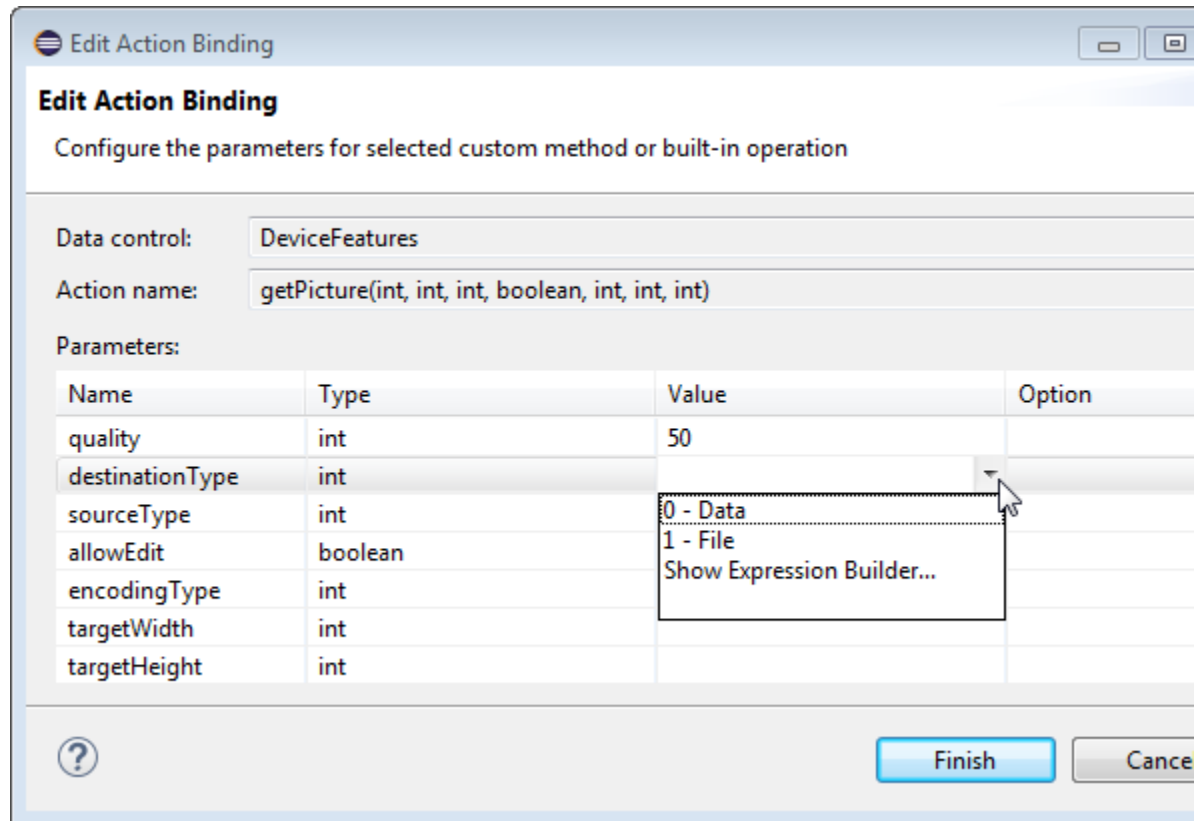 Edit Action Binding
Edit Action Binding
Configure the parameters for selected custom method or built-in operation
Data control: DeviceFeatures
Action name: getPicture(int, int, int, boolean, int, int, int)
Parameters:
Name Type Value Option
quality int 50
destinationType int
sourceType int 0 - Data
allowEdit boolean 1 - File
encodingType int Show Expression Builder...
targetWidth int
targetHeight int
? Finish Cancel